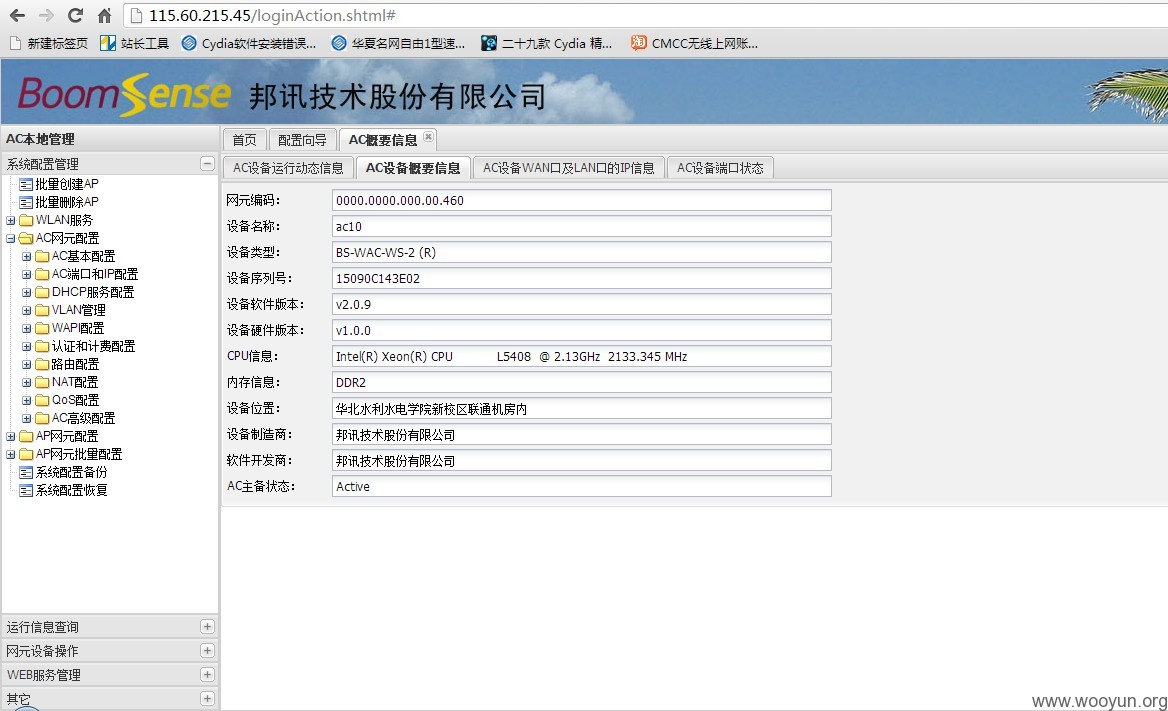 115.60.215.45/loginAction.shtml#
新建标签页 站长工具 Cydia软件安装错误... 华夏名网自由1型速... 二十九款 Cydia 精... CMCC无线上网账...
BoomSense 邦讯技术股份有限公司
AC本地管理
首页 配置向导 AC概要信息
系统配置管理
AC设备运行动态信息 AC设备概要信息 AC设备WAN口及LAN口的IP信息 AC设备端口状态
批量创建AP
批量删除AP
WLAN服务
AC网元配置
AC基本配置
AC端口和IP配置
DHCP服务配置
VLAN管理
WAPI配置
认证和计费配置
路由配置
NAT配置
QoS配置
AC高级配置
AP网元配置
AP网元批量配置
系统配置备份
系统配置恢复
运行信息查询
网元设备操作
WEB服务管理
其它
网元编码： 0000.0000.000.00.460
设备名称： ac10
设备类型： BS-WAC-WS-2 (R)
设备序列号： 15090C143E02
设备软件版本： v2.0.9
设备硬件版本： v1.0.0
CPU信息： Intel(R) Xeon(R) CPU L5408 @ 2.13GHz 2133.345 MHz
内存信息： DDR2
设备位置： 华北水利水电学院新校区联通机房内
设备制造商： 邦讯技术股份有限公司
软件开发商： 邦讯技术股份有限公司
AC主备状态： Active
www.wooyun.org